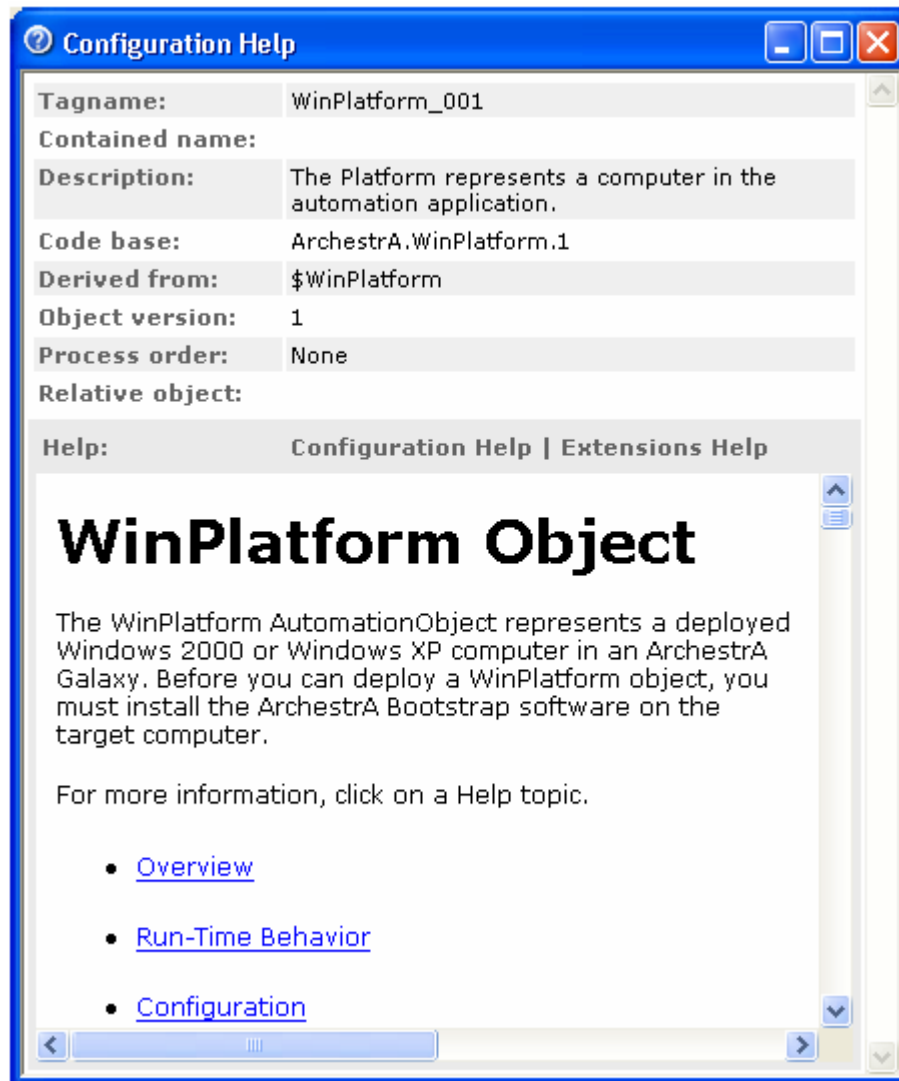 Configuration Help
Tagname: WinPlatform_001
Contained name:
Description: The Platform represents a computer in the
automation application.
Code base: ArchestrA.WinPlatform.1
Derived from: $WinPlatform
Object version: 1
Process order: None
Relative object:
Help: Configuration Help | Extensions Help
WinPlatform Object
The WinPlatform AutomationObject represents a deployed
Windows 2000 or Windows XP computer in an ArchestrA
Galaxy. Before you can deploy a WinPlatform object, you
must install the ArchestrA Bootstrap software on the
target computer.
For more information, click on a Help topic.
• Overview
• Run-Time Behavior
• Configuration